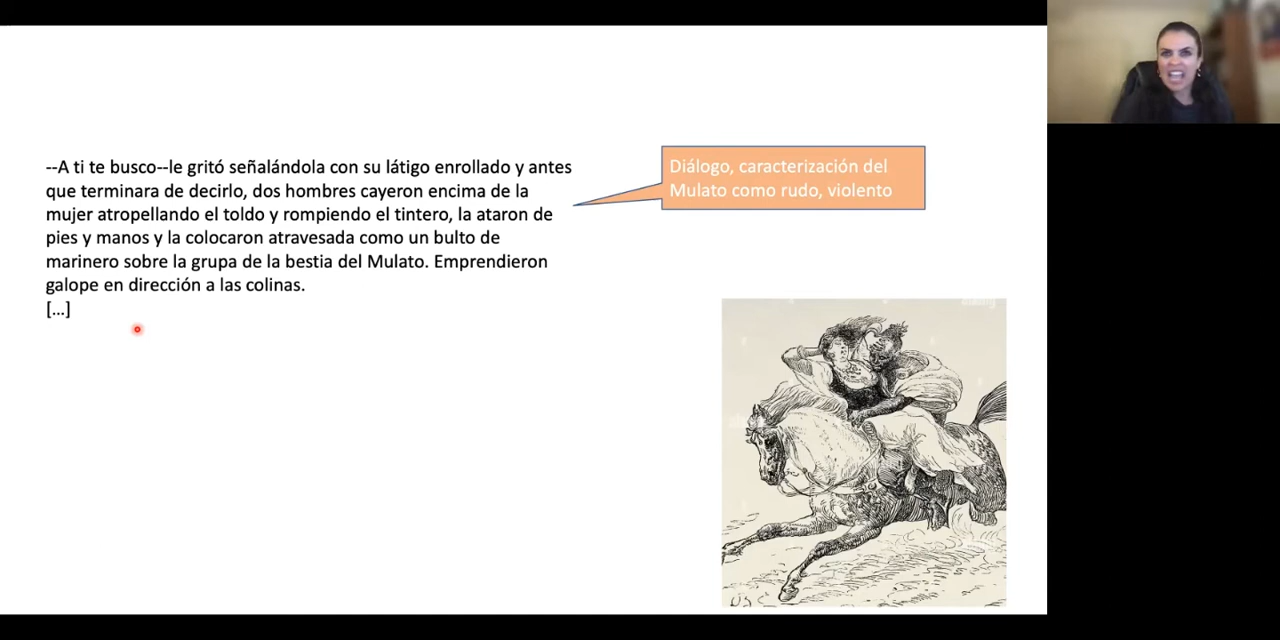 --A ti te busco--le gritó señalándola con su látigo enrollado y antes
que terminara de decirlo, dos hombres cayeron encima de la
mujer atropellando el toldo y rompiendo el tintero, la ataron de
pies y manos y la colocaron atravesada como un bulto de
marinero sobre la grupa de la bestia del Mulato. Emprendieron
galope en dirección a las colinas.
[...]
Diálogo, caracterización del
Mulato como rudo, violento